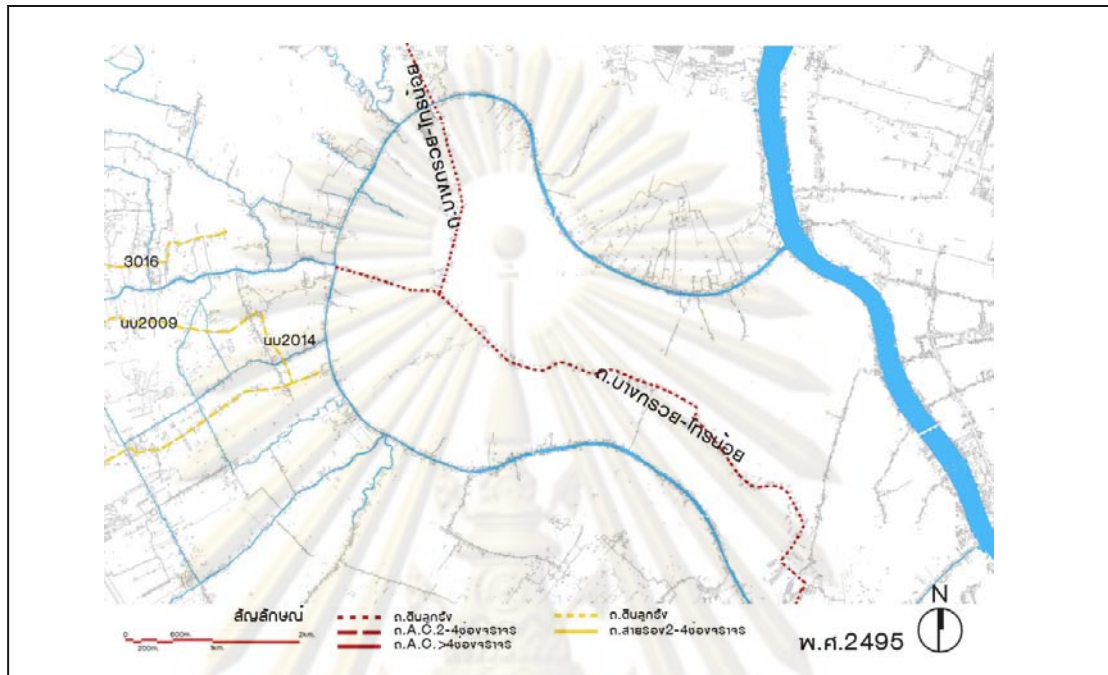 ถ.บางกรวย-ไทรน้อย
3016
นบ2009
นบ2014
ถ.บางกรวย-ไทรน้อย
N
สัญลักษณ์
ถ.ดินลูกรัง
ถ.ดินลูกรัง
0 600m. 2km.
ถ.A.C.2-4ช่องจราจร
ถ.สายรอง2-4ช่องจราจร
200m. 1km.
ถ.A.C.>4ช่องจราจร
พ.ศ.2495